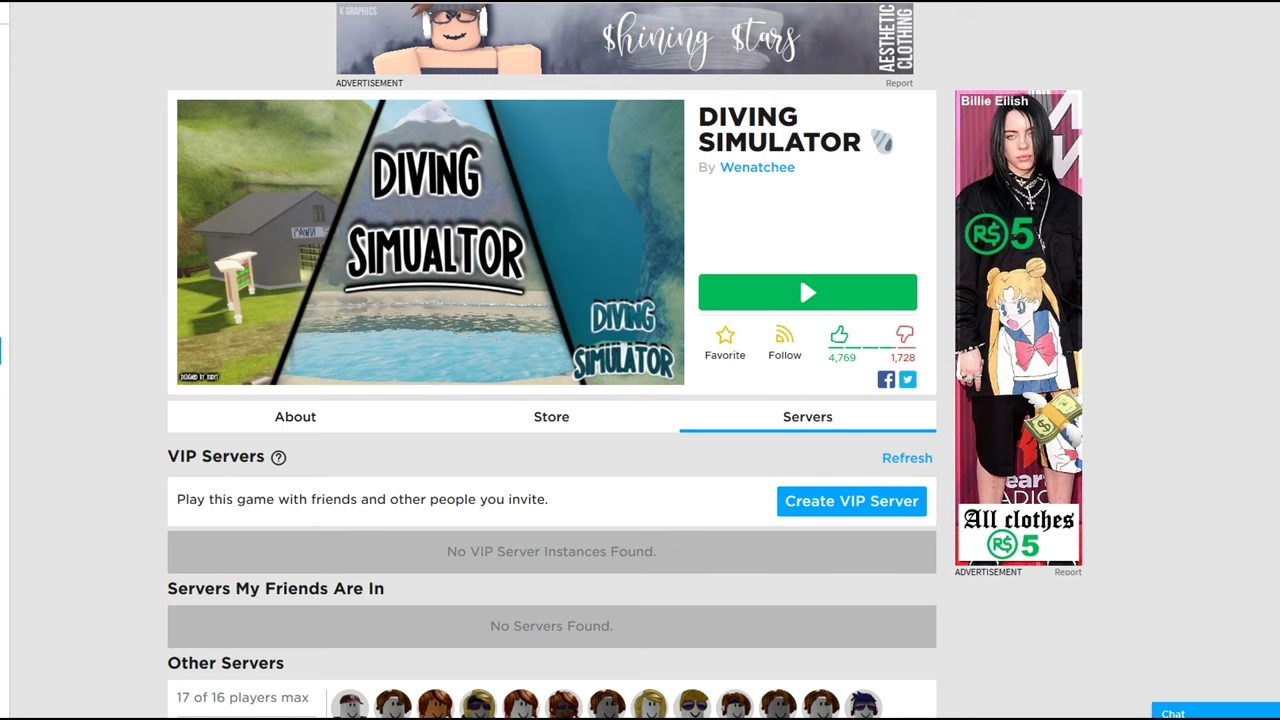 K GRAPHICS
$hining $tars
AESTHETIC
CLOTHING
ADVERTISEMENT
Report
DIVING
SIMUALTOR
DIVING
SIMULATOR
DESIGNED BY
DIVING
SIMULATOR
By Wenatchee
Favorite
Follow
4,769
1,728
Billie Eilish
R$ 5
All clothes
R$ 5
ADVERTISEMENT
Report
About
Store
Servers
VIP Servers ?
Refresh
Play this game with friends and other people you invite.
Create VIP Server
No VIP Server Instances Found.
Servers My Friends Are In
No Servers Found.
Other Servers
17 of 16 players max
Chat